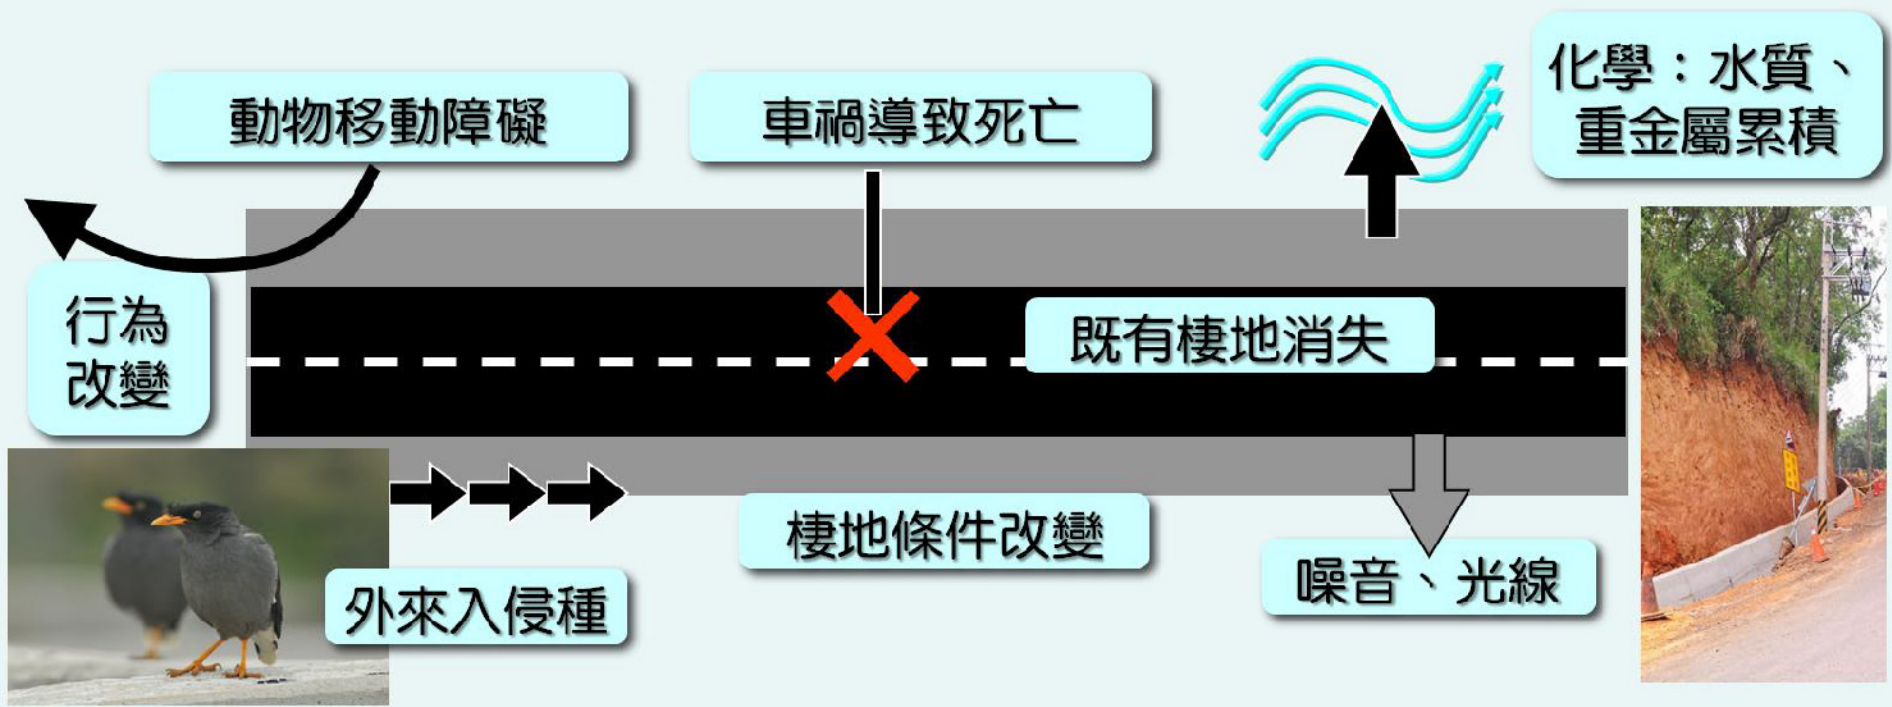 動物移動障礙
車禍導致死亡
化學：水質、
重金屬累積
行為
改變
既有棲地消失
棲地條件改變
外來入侵種
噪音、光線